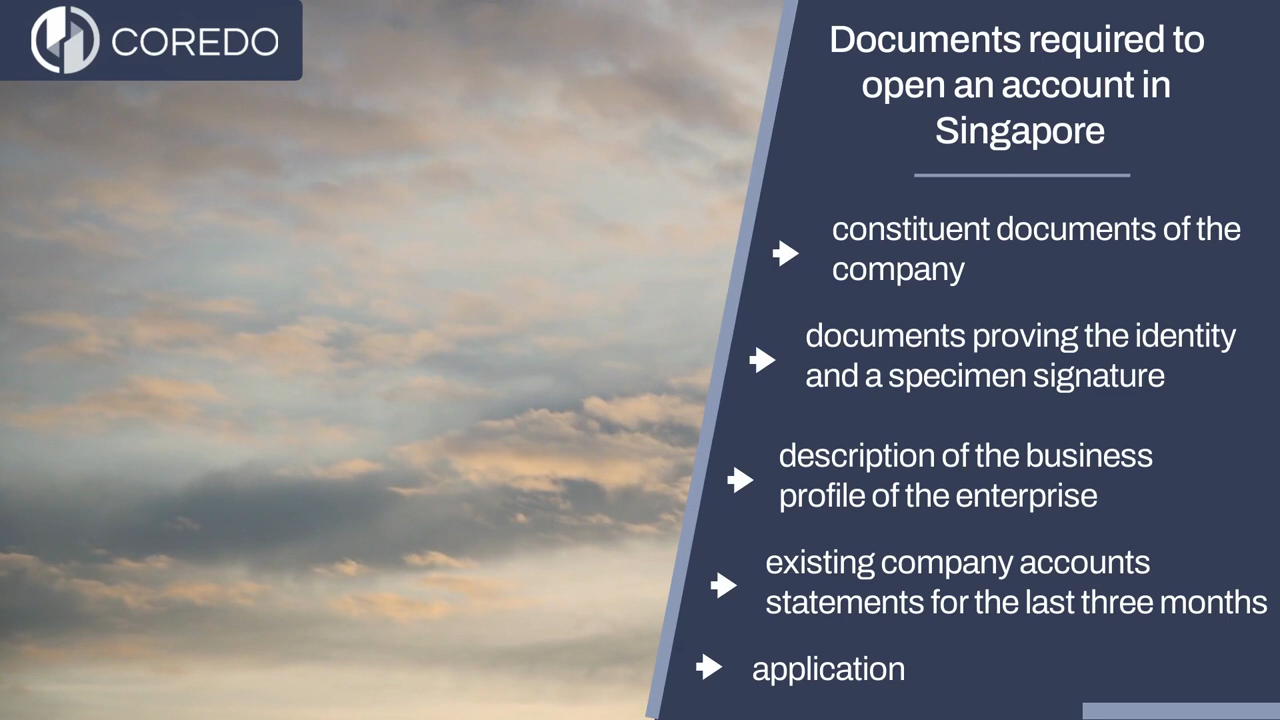 COREDO
Documents required to
open an account in
Singapore
constituent documents of the
company
documents proving the identity
and a specimen signature
description of the business
profile of the enterprise
existing company accounts
statements for the last three months
application